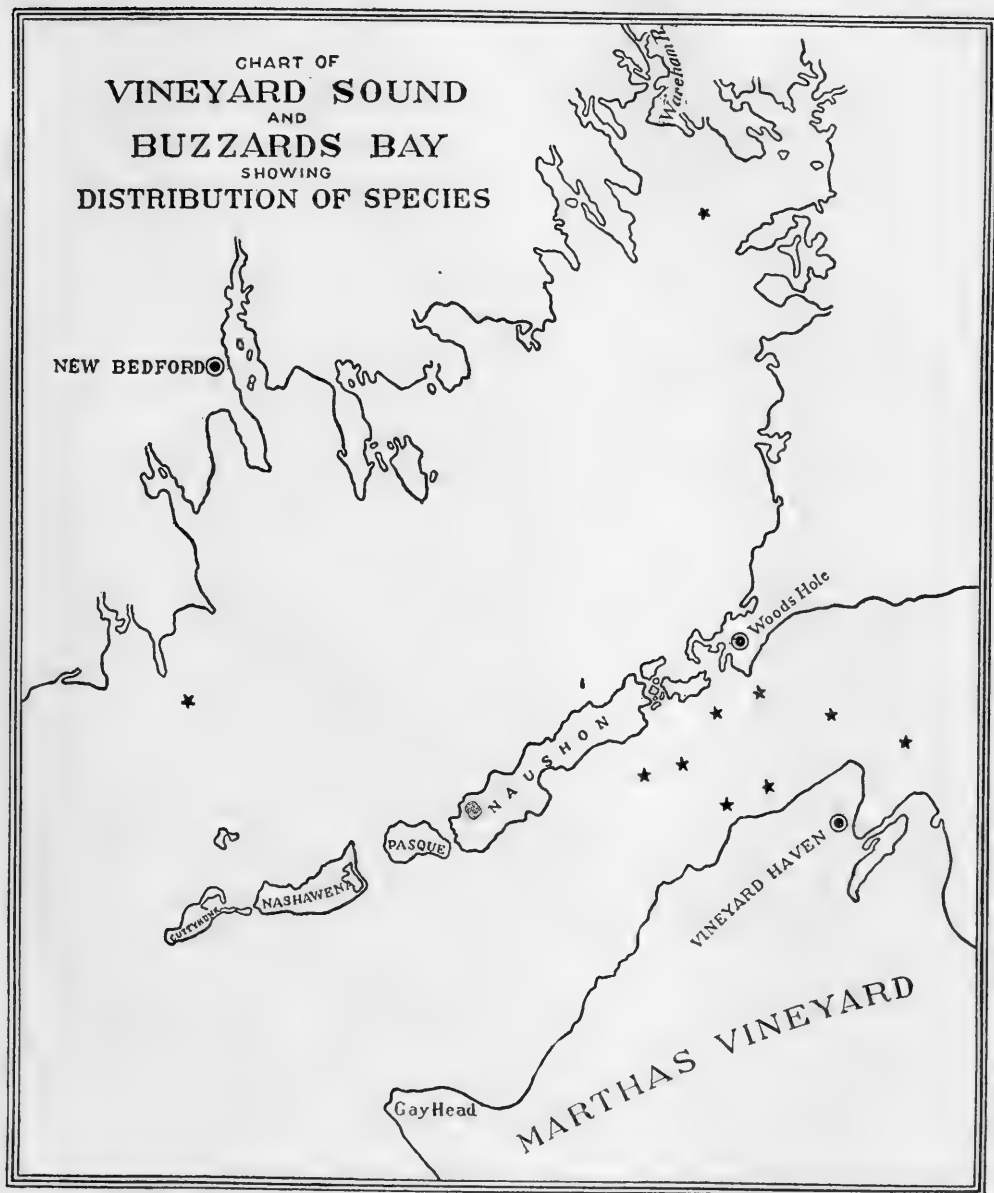 CHART OF
VINEYARD SOUND
AND
BUZZARDS BAY
SHOWING
DISTRIBUTION OF SPECIES
Wareham R.
NEW BEDFORD
Woods Hole
NAUSHON
PASQUE
NASHAWENA
CUTTYHUNK
VINEYARD HAVEN
MARTHAS VINEYARD
Gay Head